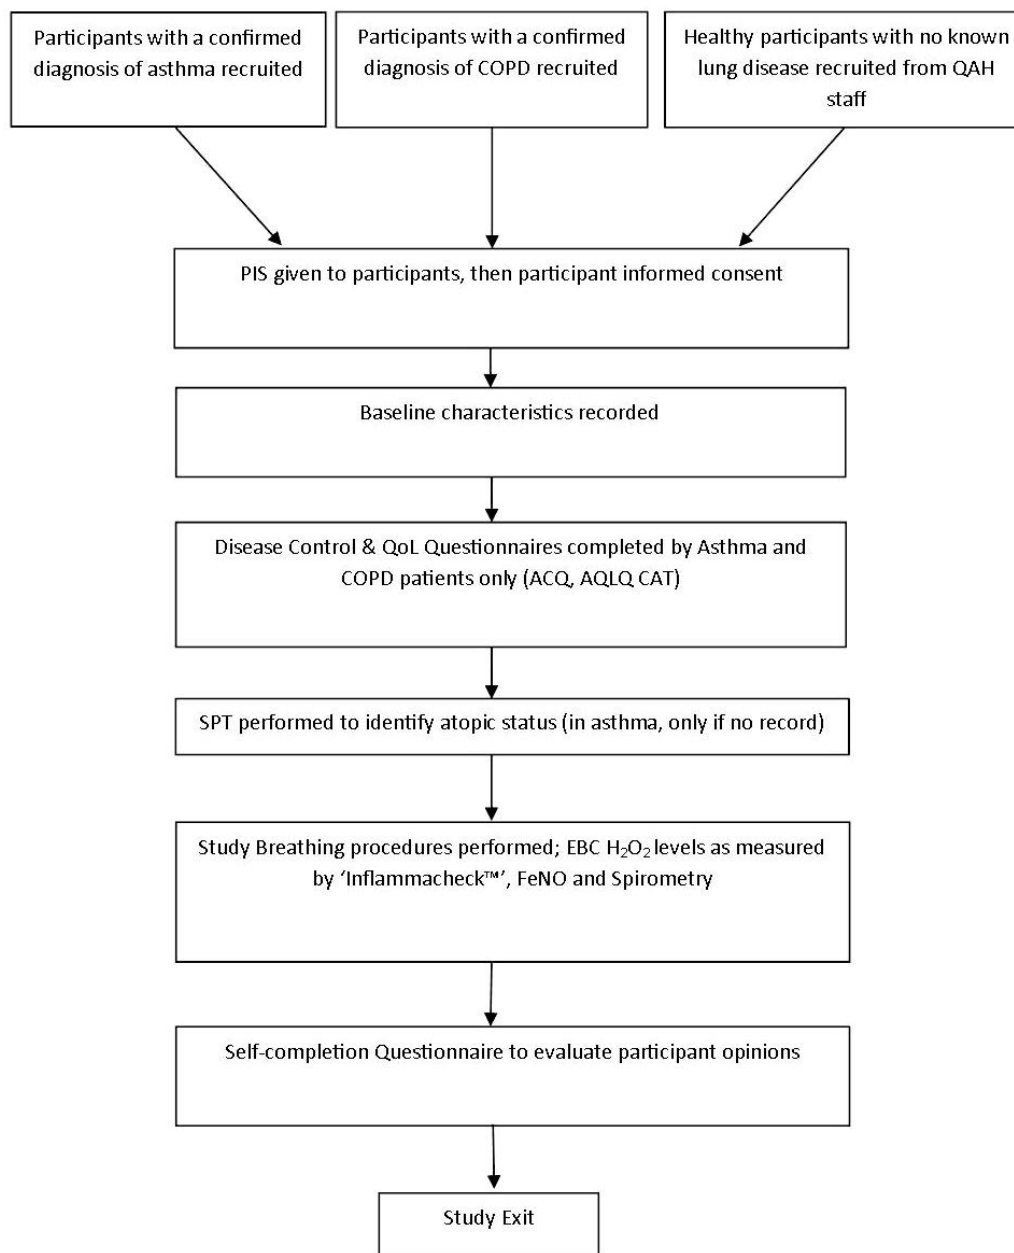 Participants with a confirmed
diagnosis of asthma recruited
Participants with a confirmed
diagnosis of COPD recruited
Healthy participants with no known
lung disease recruited from QAH
staff
PIS given to participants, then participant informed consent
Baseline characteristics recorded
Disease Control & QoL Questionnaires completed by Asthma and
COPD patients only (ACQ, AQLQ CAT)
SPT performed to identify atopic status (in asthma, only if no record)
Study Breathing procedures performed; EBC H₂O₂ levels as measured
by ‘Inflammacheck™’, FeNO and Spirometry
Self-completion Questionnaire to evaluate participant opinions
Study Exit